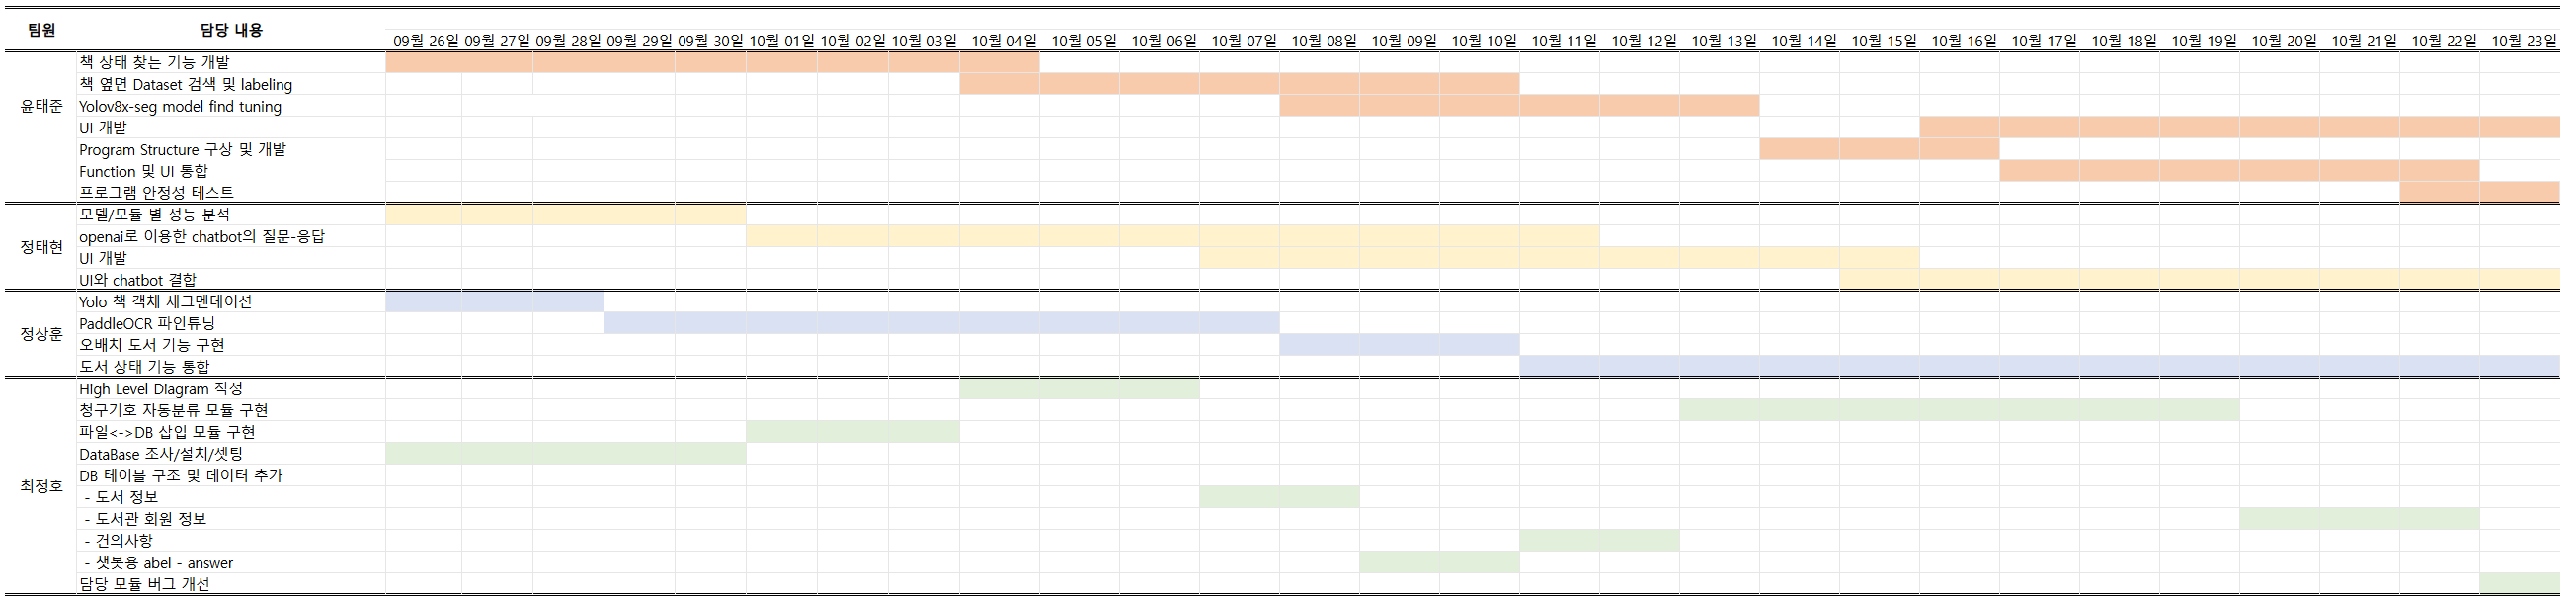 팀원 담당 내용
09월 26일 09월 27일 09월 28일 09월 29일 09월 30일 10월 01일 10월 02일 10월 03일 10월 04일 10월 05일 10월 06일 10월 07일 10월 08일 10월 09일 10월 10일 10월 11일 10월 12일 10월 13일 10월 14일 10월 15일 10월 16일 10월 17일 10월 18일 10월 19일 10월 20일 10월 21일 10월 22일 10월 23일
윤태준
책 상태 찾는 기능 개발
책 옆면 Dataset 검색 및 labeling
Yolov8x-seg model find tuning
UI 개발
Program Structure 구상 및 개발
Function 및 UI 통합
프로그램 안정성 테스트
정태현
모델/모듈 별 성능 분석
openai로 이용한 chatbot의 질문-응답
UI 개발
UI와 chatbot 결합
정상훈
Yolo 책 객체 세그멘테이션
PaddleOCR 파인튜닝
오배치 도서 기능 구현
도서 상태 기능 통합
최정호
High Level Diagram 작성
청구기호 자동분류 모듈 구현
파일<->DB 삽입 모듈 구현
DataBase 조사/설치/셋팅
DB 테이블 구조 및 데이터 추가
- 도서 정보
- 도서관 회원 정보
- 건의사항
- 챗봇용 abel - answer
담당 모듈 버그 개선